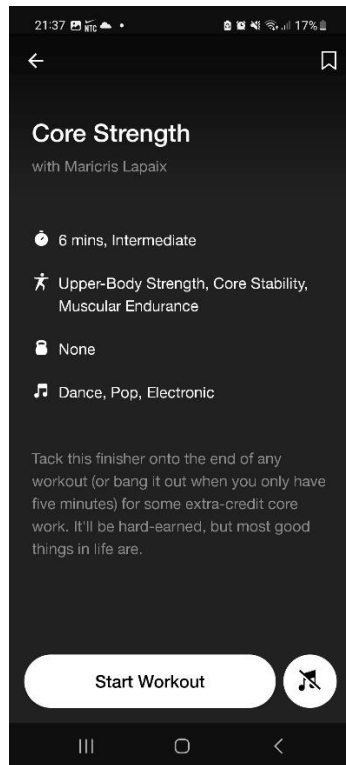 21:37 NTC 17%
Core Strength
with Maricris Lapaix
6 mins, Intermediate
Upper-Body Strength, Core Stability,
Muscular Endurance
None
Dance, Pop, Electronic
Tack this finisher onto the end of any
workout (or bang it out when you only have
five minutes) for some extra-credit core
work. It'll be hard-earned, but most good
things in life are.
Start Workout